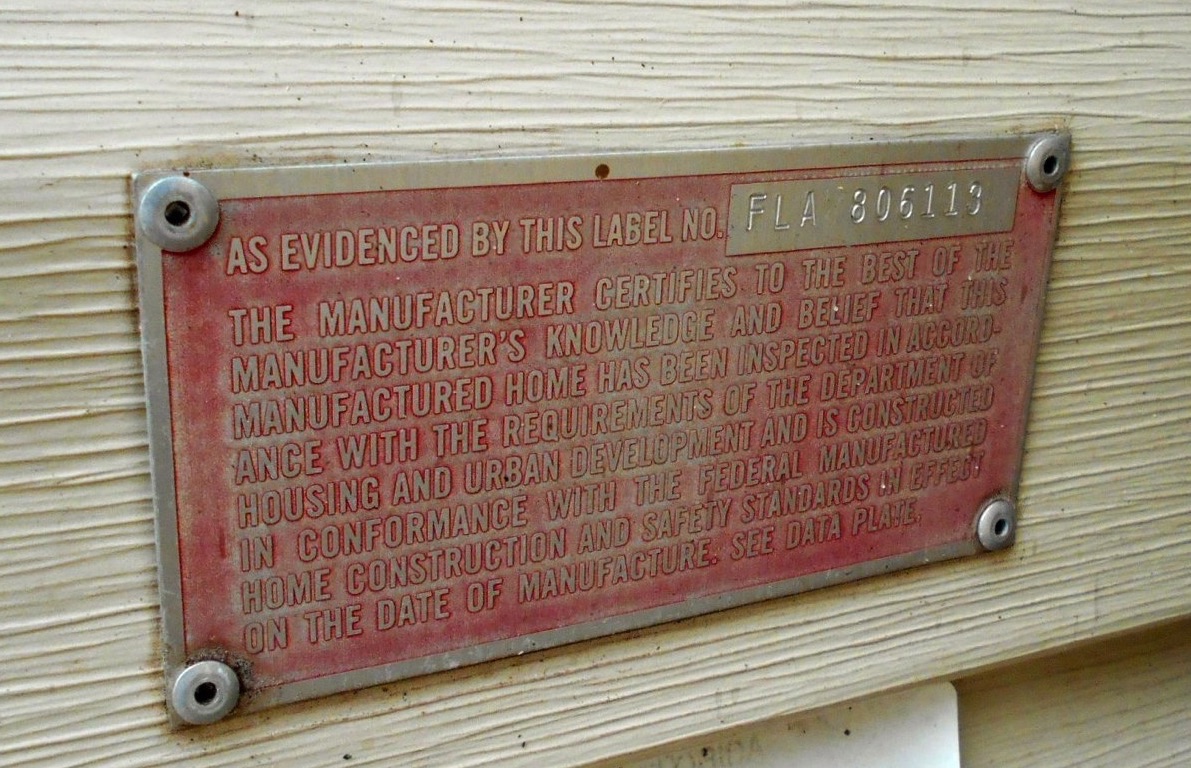 AS EVIDENCED BY THIS LABEL NO. FLA 806113
THE MANUFACTURER CERTIFIES TO THE BEST OF THE
MANUFACTURER'S KNOWLEDGE AND BELIEF THAT THIS
MANUFACTURED HOME HAS BEEN INSPECTED IN ACCORD-
ANCE WITH THE REQUIREMENTS OF THE DEPARTMENT OF
HOUSING AND URBAN DEVELOPMENT AND IS CONSTRUCTED
IN CONFORMANCE WITH THE FEDERAL MANUFACTURED
HOME CONSTRUCTION AND SAFETY STANDARDS IN EFFECT
ON THE DATE OF MANUFACTURE. SEE DATA PLATE.